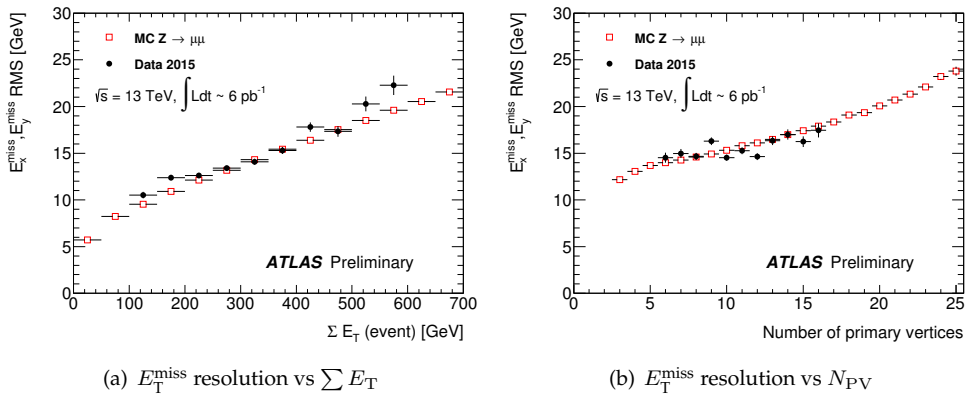 E_x^miss, E_y^miss RMS [GeV]
30
25
20
15
10
5
0
MC Z → μμ
Data 2015
√s = 13 TeV, ∫ Ldt ~ 6 pb⁻¹
ATLAS Preliminary
0 100 200 300 400 500 600 700
Σ E_T (event) [GeV]
(a) E_T^miss resolution vs ∑ E_T
E_x^miss, E_y^miss RMS [GeV]
30
25
20
15
10
5
0
MC Z → μμ
Data 2015
√s = 13 TeV, ∫ Ldt ~ 6 pb⁻¹
ATLAS Preliminary
0 5 10 15 20 25
Number of primary vertices
(b) E_T^miss resolution vs N_PV